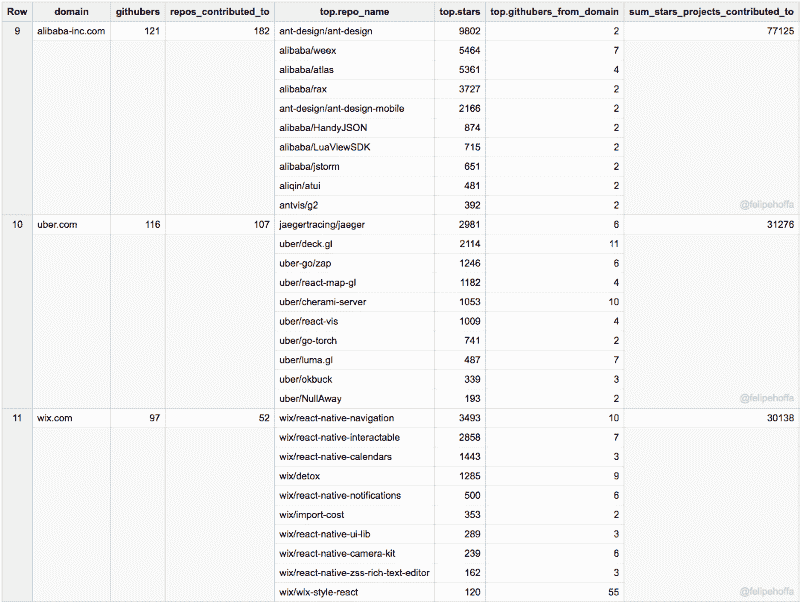 Row domain githubers repos_contributed_to top.repo_name top.stars top.githubers_from_domain sum_stars_projects_contributed_to
9 alibaba-inc.com 121 182 ant-design/ant-design 9802 2 77125
alibaba/weex 5464 7
alibaba/atlas 5361 4
alibaba/rax 3727 2
ant-design/ant-design-mobile 2166 2
alibaba/HandyJSON 874 2
alibaba/LuaViewSDK 715 2
alibaba/jstorm 651 2
aliqin/atui 481 2
antvis/g2 392 2 @felipehoffa
10 uber.com 116 107 jaegertracing/jaeger 2981 6 31276
uber/deck.gl 2114 11
uber-go/zap 1246 6
uber/react-map-gl 1182 4
uber/cherami-server 1053 10
uber/react-vis 1009 4
uber/go-torch 741 2
uber/luma.gl 487 7
uber/okbuck 339 3
uber/NullAway 193 2 @felipehoffa
11 wix.com 97 52 wix/react-native-navigation 3493 10 30138
wix/react-native-interactable 2858 7
wix/react-native-calendars 1443 3
wix/detox 1285 9
wix/react-native-notifications 500 6
wix/import-cost 353 2
wix/react-native-ui-lib 289 3
wix/react-native-camera-kit 239 6
wix/react-native-zss-rich-text-editor 162 3
wix/wix-style-react 120 55 @felipehoffa